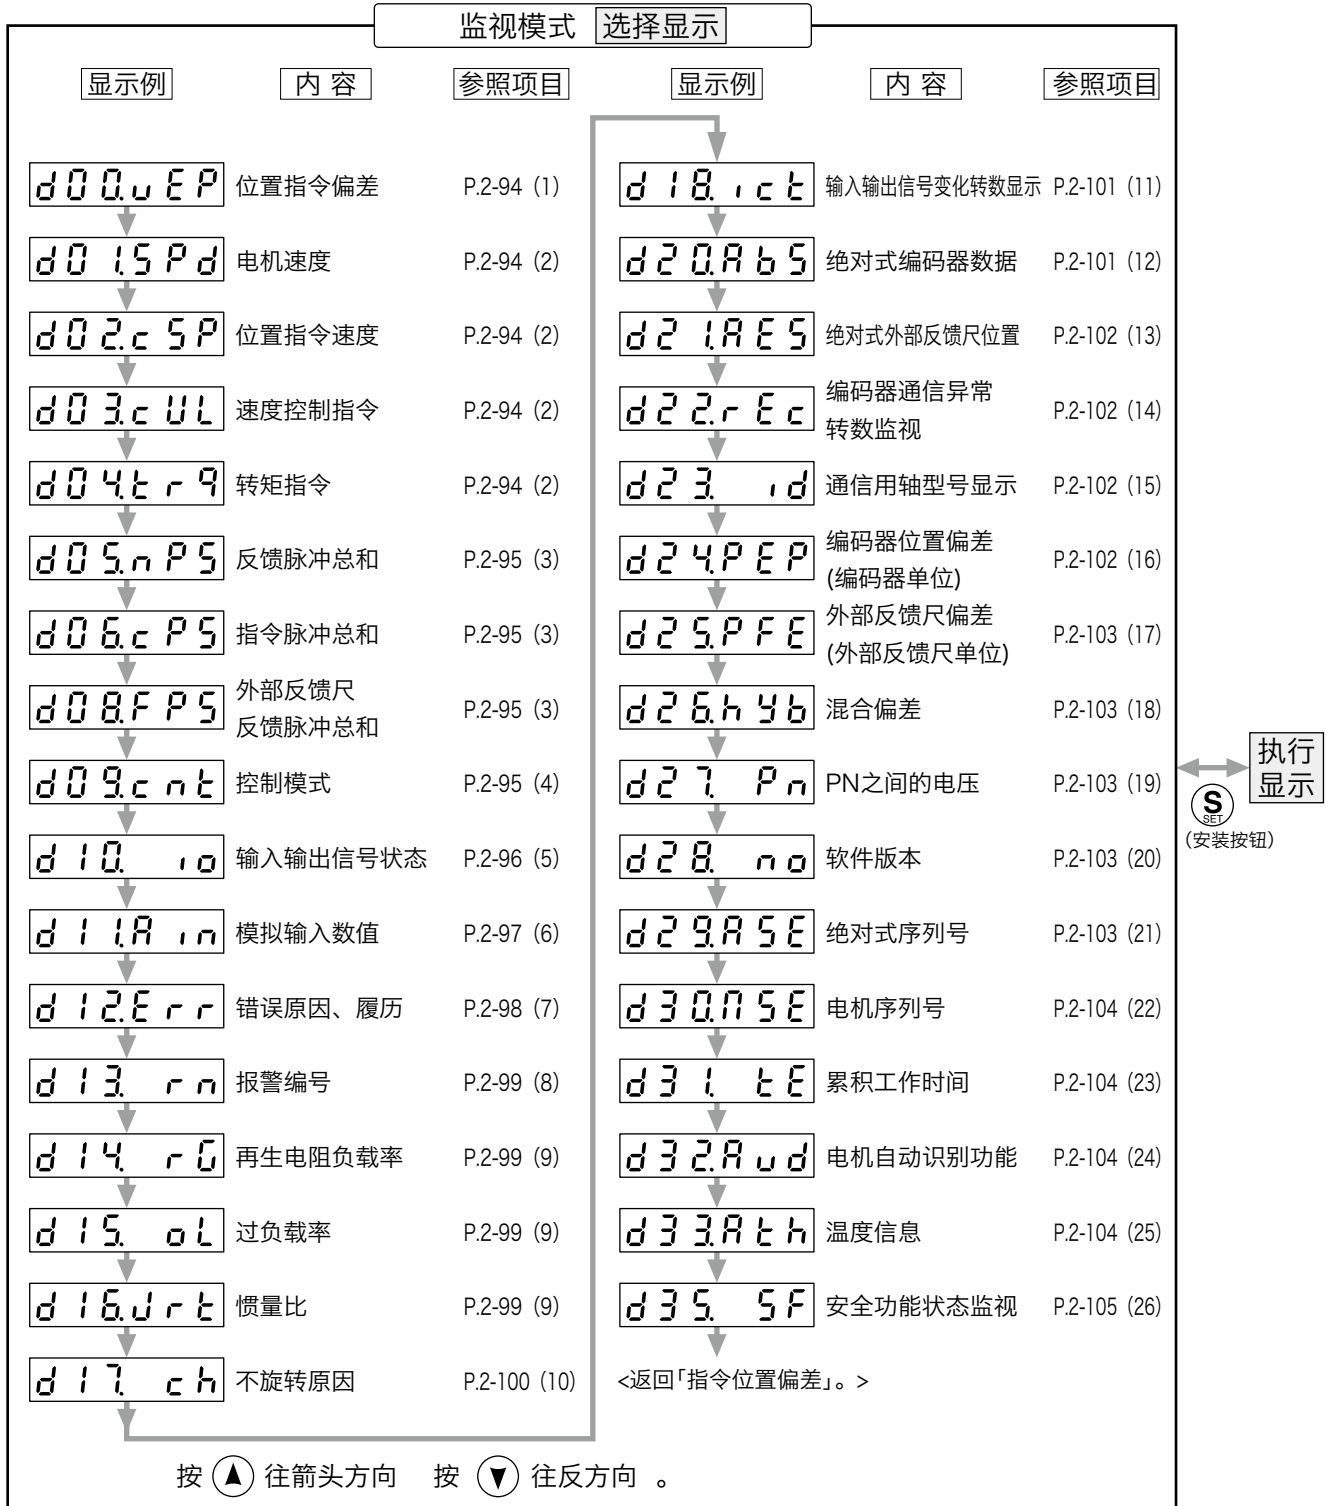 监视模式 选择显示
显示例 内 容 参照项目
d00.uEP 位置指令偏差 P.2-94 (1)
d01.SPd 电机速度 P.2-94 (2)
d02.cSP 位置指令速度 P.2-94 (2)
d03.cUL 速度控制指令 P.2-94 (2)
d04.trq 转矩指令 P.2-94 (2)
d05.nPS 反馈脉冲总和 P.2-95 (3)
d06.cPS 指令脉冲总和 P.2-95 (3)
d08.FPS 外部反馈尺
反馈脉冲总和 P.2-95 (3)
d09.cnt 控制模式 P.2-95 (4)
d10. io 输入输出信号状态 P.2-96 (5)
d11.Ain 模拟输入数值 P.2-97 (6)
d12.Err 错误原因、履历 P.2-98 (7)
d13. rn 报警编号 P.2-99 (8)
d14. rG 再生电阻负载率 P.2-99 (9)
d15. oL 过负载率 P.2-99 (9)
d16.Jrt 惯量比 P.2-99 (9)
d17. ch 不旋转原因 P.2-100 (10)
显示例 内 容 参照项目
d18.ict 输入输出信号变化转数显示 P.2-101 (11)
d20.AbS 绝对式编码器数据 P.2-101 (12)
d21.AES 绝对式外部反馈尺位置 P.2-102 (13)
d22.rEc 编码器通信异常
转数监视 P.2-102 (14)
d23. id 通信用轴型号显示 P.2-102 (15)
d24.PEP 编码器位置偏差
(编码器单位) P.2-102 (16)
d25.PFE 外部反馈尺偏差
(外部反馈尺单位) P.2-103 (17)
d26.hyb 混合偏差 P.2-103 (18)
d27. Pn PN之间的电压 P.2-103 (19)
d28. no 软件版本 P.2-103 (20)
d29.ASE 绝对式序列号 P.2-103 (21)
d30.MSE 电机序列号 P.2-104 (22)
d31. tE 累积工作时间 P.2-104 (23)
d32.Aud 电机自动识别功能 P.2-104 (24)
d33.Ath 温度信息 P.2-104 (25)
d35. SF 安全功能状态监视 P.2-105 (26)
<返回「指令位置偏差」。>
执行
显示
S
SET
(安装按钮)
按 往箭头方向 按 往反方向 。